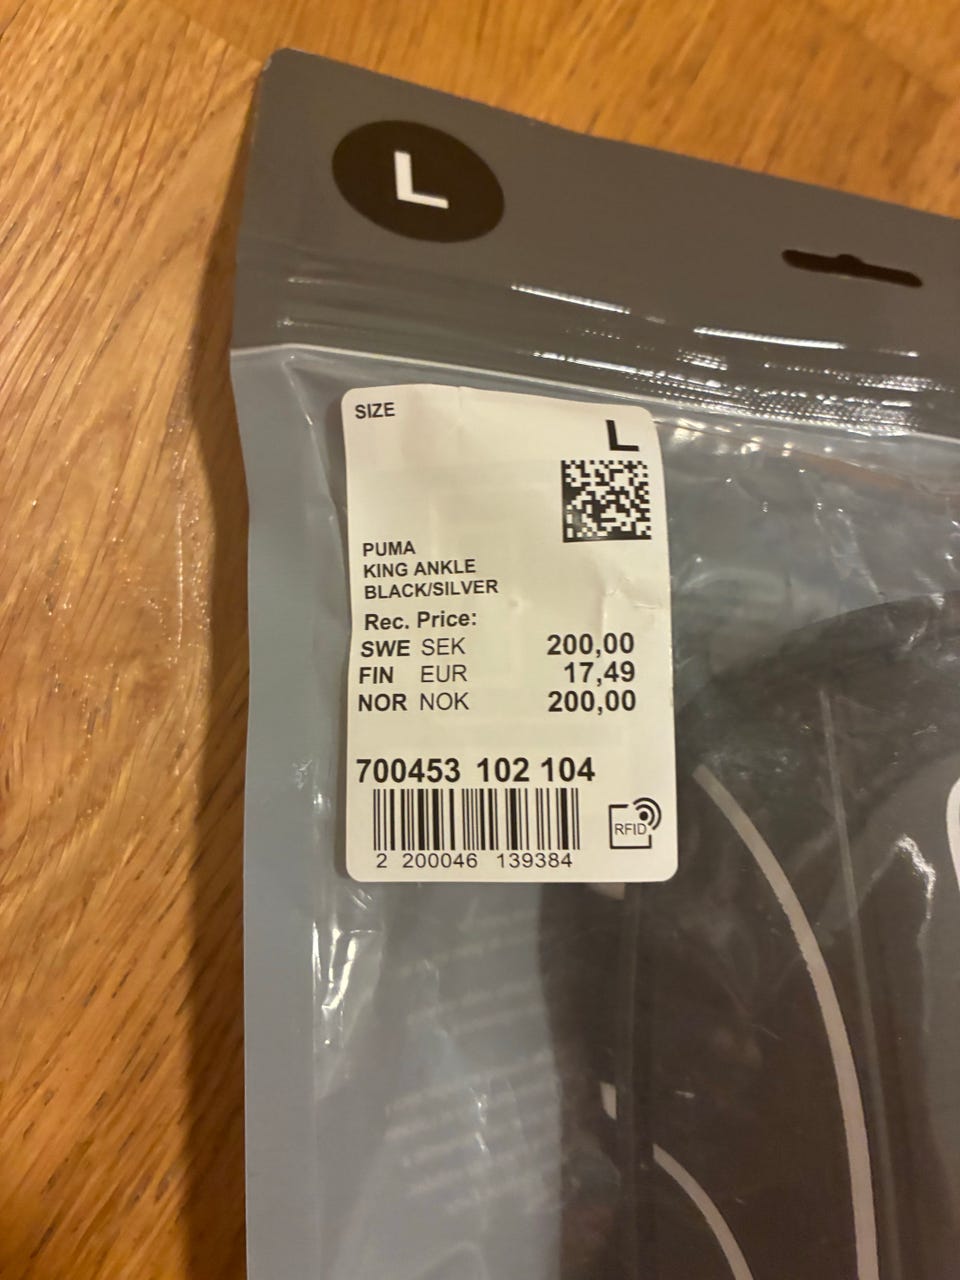 L
SIZE
L
PUMA
KING ANKLE
BLACK/SILVER
Rec. Price:
SWE SEK 200,00
FIN EUR 17,49
NOR NOK 200,00
700453 102 104
RFID
2 200046 139384